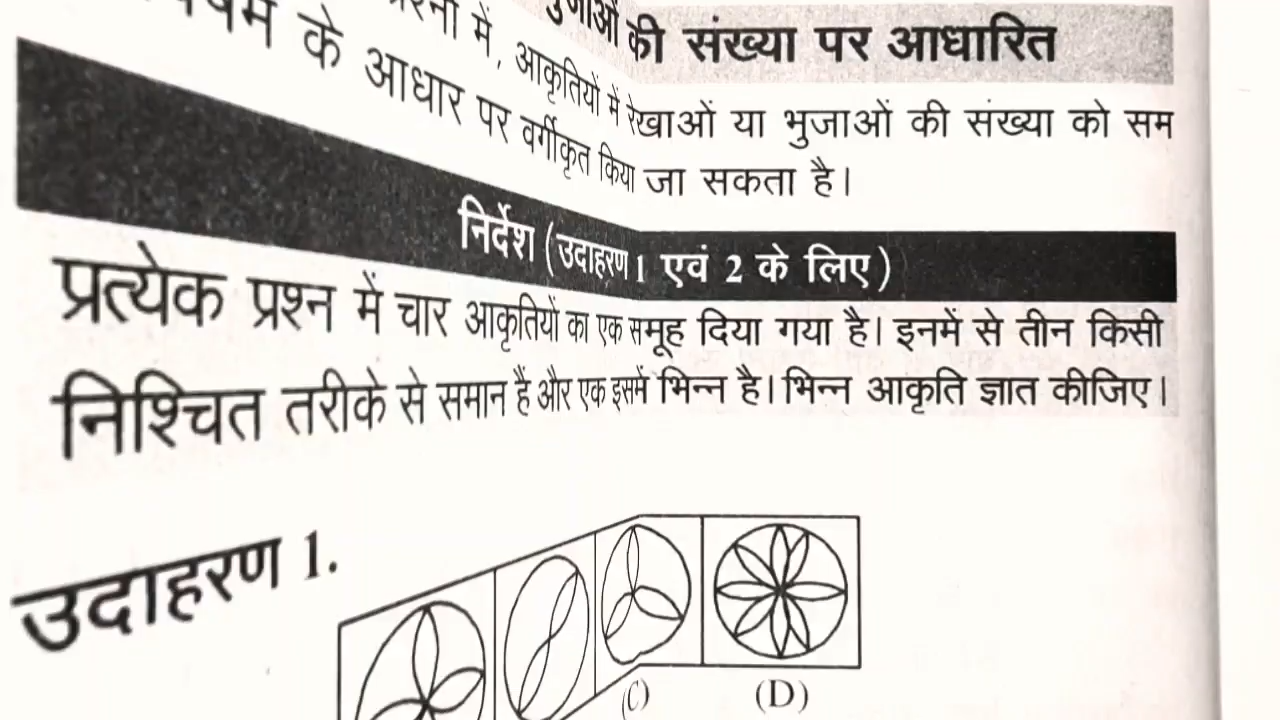 भुजाओं की संख्या पर आधारित
में, आकृतियों में रेखाओं या भुजाओं की संख्या को सम
के आधार पर वर्गीकृत किया जा सकता है।
निर्देश (उदाहरण 1 एवं 2 के लिए)
प्रत्येक प्रश्न में चार आकृतियों का एक समूह दिया गया है। इनमें से तीन किसी
निश्चित तरीके से समान हैं और एक इसमें भिन्न है। भिन्न आकृति ज्ञात कीजिए।
उदाहरण 1.
(C) (D)